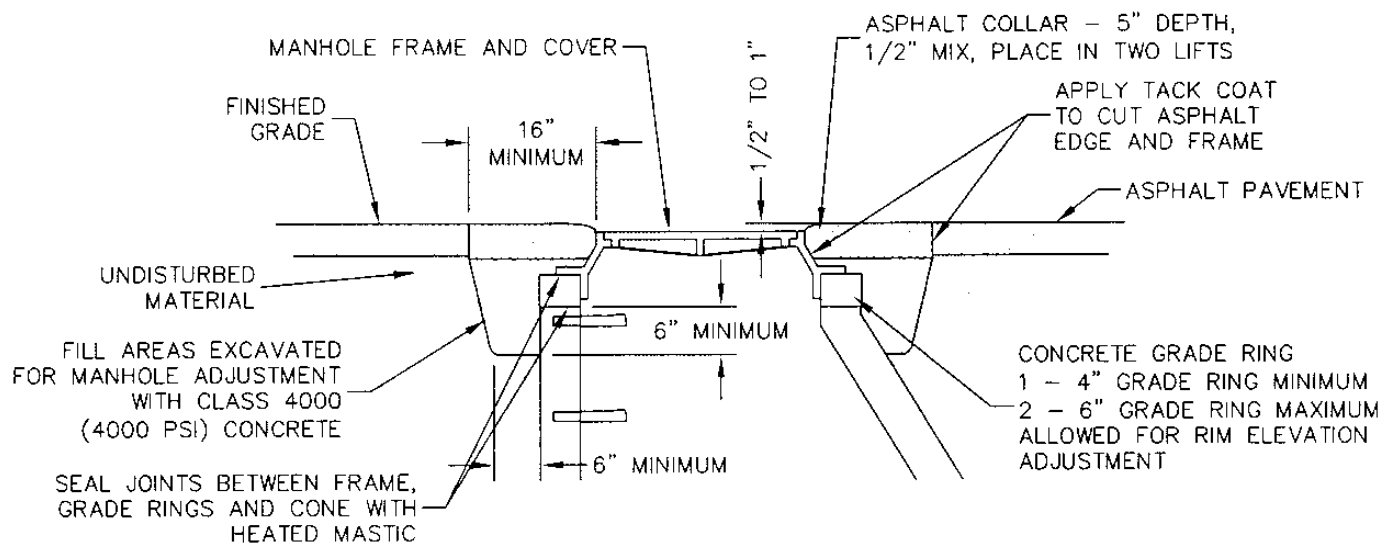 MANHOLE FRAME AND COVER
ASPHALT COLLAR – 5" DEPTH,
1/2" MIX, PLACE IN TWO LIFTS
FINISHED
GRADE
16"
MINIMUM
1/2" TO 1"
APPLY TACK COAT
TO CUT ASPHALT
EDGE AND FRAME
ASPHALT PAVEMENT
UNDISTURBED
MATERIAL
6" MINIMUM
FILL AREAS EXCAVATED
FOR MANHOLE ADJUSTMENT
WITH CLASS 4000
(4000 PSI) CONCRETE
CONCRETE GRADE RING
1 – 4" GRADE RING MINIMUM
2 – 6" GRADE RING MAXIMUM
ALLOWED FOR RIM ELEVATION
ADJUSTMENT
6" MINIMUM
SEAL JOINTS BETWEEN FRAME,
GRADE RINGS AND CONE WITH
HEATED MASTIC